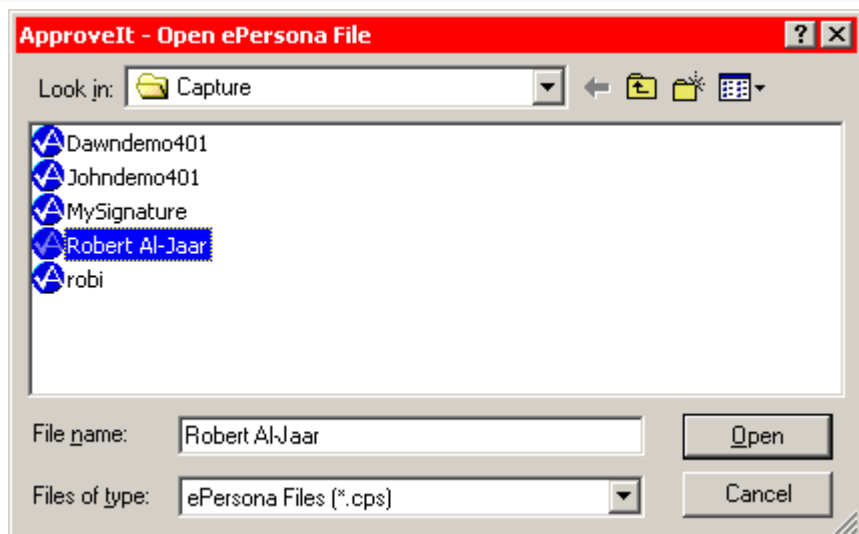 ApproveIt - Open ePersona File
Look in: Capture
Dawndemo401
Johndemo401
MySignature
Robert Al-Jaar
robi
File name: Robert Al-Jaar Open
Files of type: ePersona Files (*.cps) Cancel